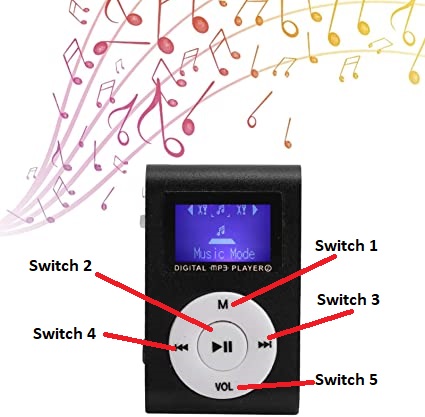 Music Mode
DIGITAL MP3 PLAYER
Switch 1
Switch 2
M
Switch 3
Switch 4
VOL
Switch 5